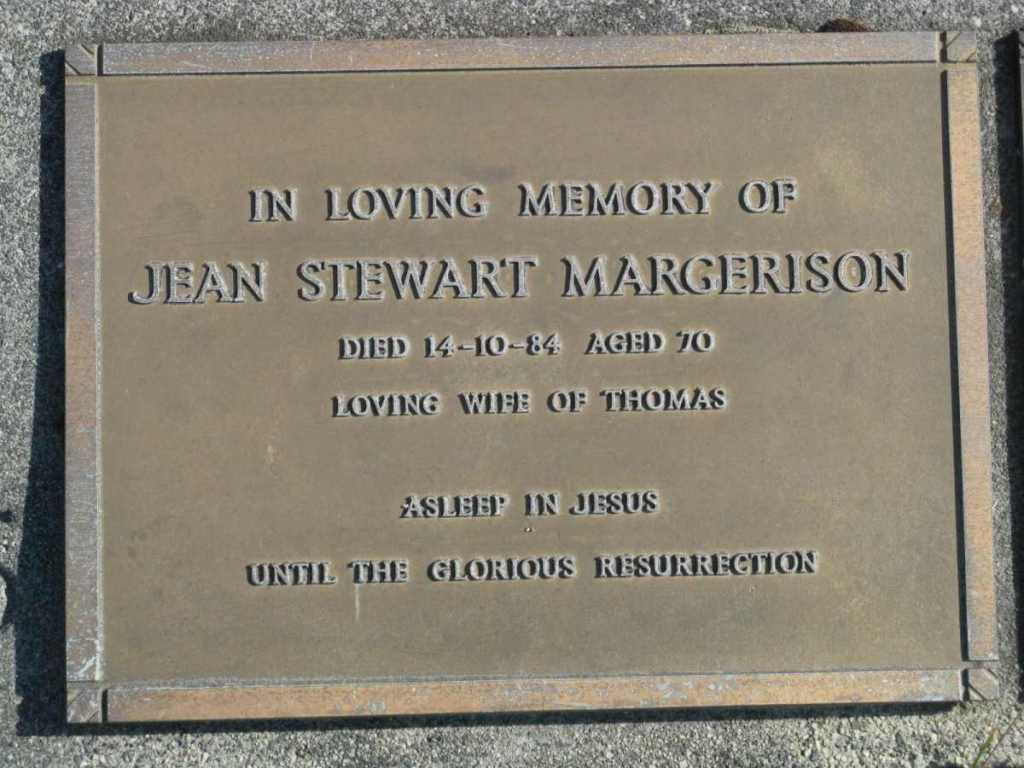 IN LOVING MEMORY OF
JEAN STEWART MARGERISON
DIED 14-10-84 AGED 70
LOVING WIFE OF THOMAS
ASLEEP IN JESUS
UNTIL THE GLORIOUS RESURRECTION